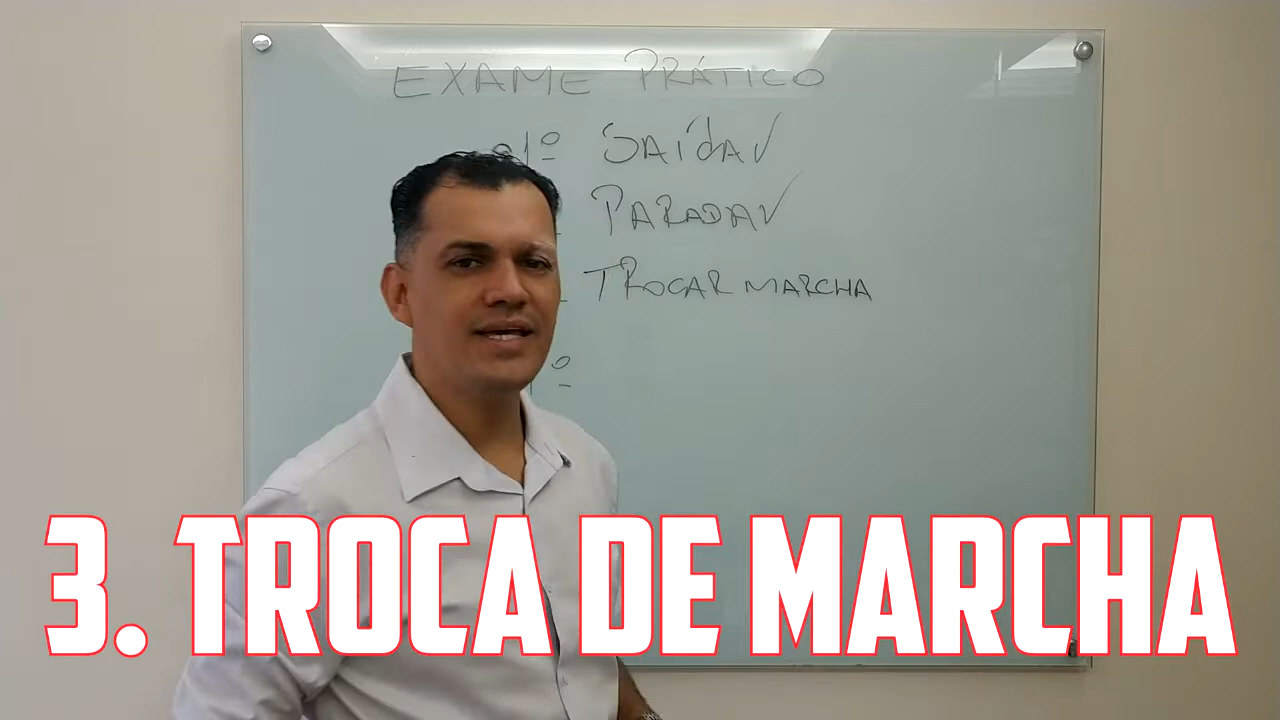 EXAME PRÁTICO
1º SAÍDA
PARADA
TROCAR MARCHA
º
3. TROCA DE MARCHA